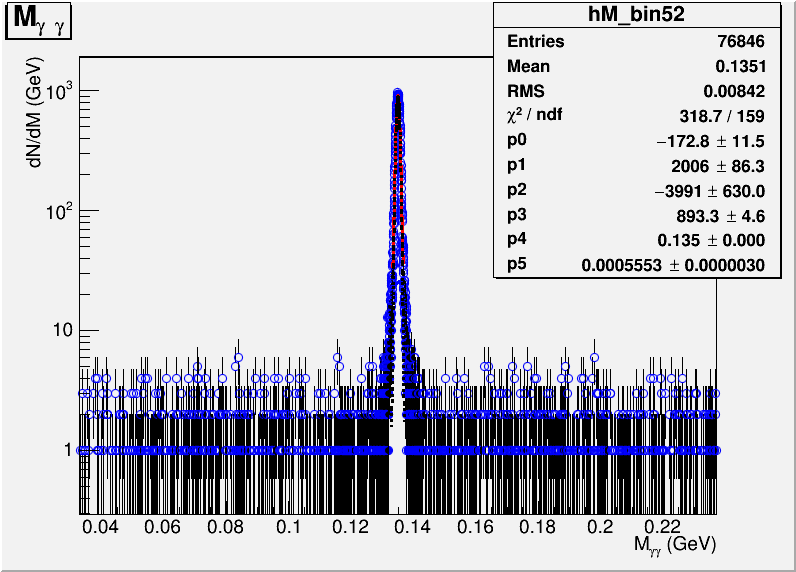 Mγ γ
hM_bin52
Entries 76846
Mean 0.1351
RMS 0.00842
χ² / ndf 318.7 / 159
p0 −172.8 ± 11.5
p1 2006 ± 86.3
p2 −3991 ± 630.0
p3 893.3 ± 4.6
p4 0.135 ± 0.000
p5 0.0005553 ± 0.0000030
dN/dM (GeV)
10³
10²
10
1
0.04 0.06 0.08 0.1 0.12 0.14 0.16 0.18 0.2 0.22
Mγγ (GeV)